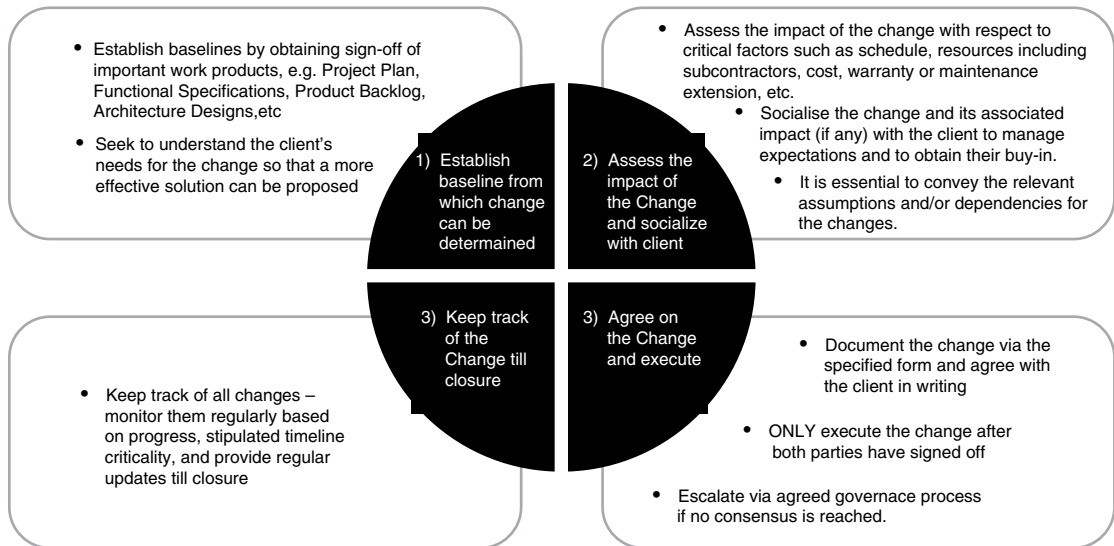 • Establish baselines by obtaining sign-off of
important work products, e.g. Project Plan,
Functional Specifications, Product Backlog,
Architecture Designs,etc
• Seek to understand the client's
needs for the change so that a more
effective solution can be proposed
1) Establish
baseline from
which change
can be
determained
• Assess the impact of the change with respect to
critical factors such as schedule, resources including
subcontractors, cost, warranty or maintenance
extension, etc.
• Socialise the change and its associated
impact (if any) with the client to manage
expectations and to obtain their buy-in.
• It is essential to convey the relevant
assumptions and/or dependencies for
the changes.
2) Assess the
impact of
the Change
and socialize
with client
3) Keep track
of the
Change till
closure
• Keep track of all changes –
monitor them regularly based
on progress, stipulated timeline
criticality, and provide regular
updates till closure
3) Agree on
the Change
and execute
• Document the change via the
specified form and agree with
the client in writing
• ONLY execute the change after
both parties have signed off
• Escalate via agreed governace process
if no consensus is reached.